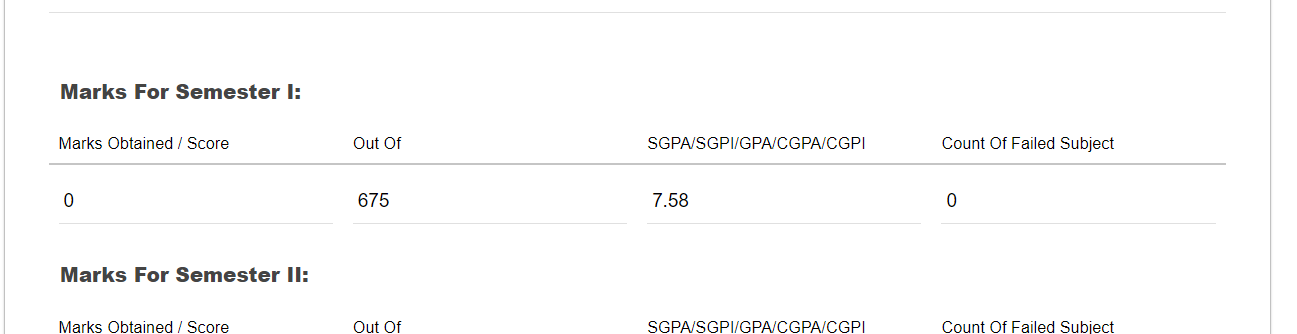 Marks For Semester I:
Marks Obtained / Score Out Of SGPA/SGPI/GPA/CGPA/CGPI Count Of Failed Subject
0 675 7.58 0
Marks For Semester II:
Marks Obtained / Score Out Of SGPA/SGPI/GPA/CGPA/CGPI Count Of Failed Subject